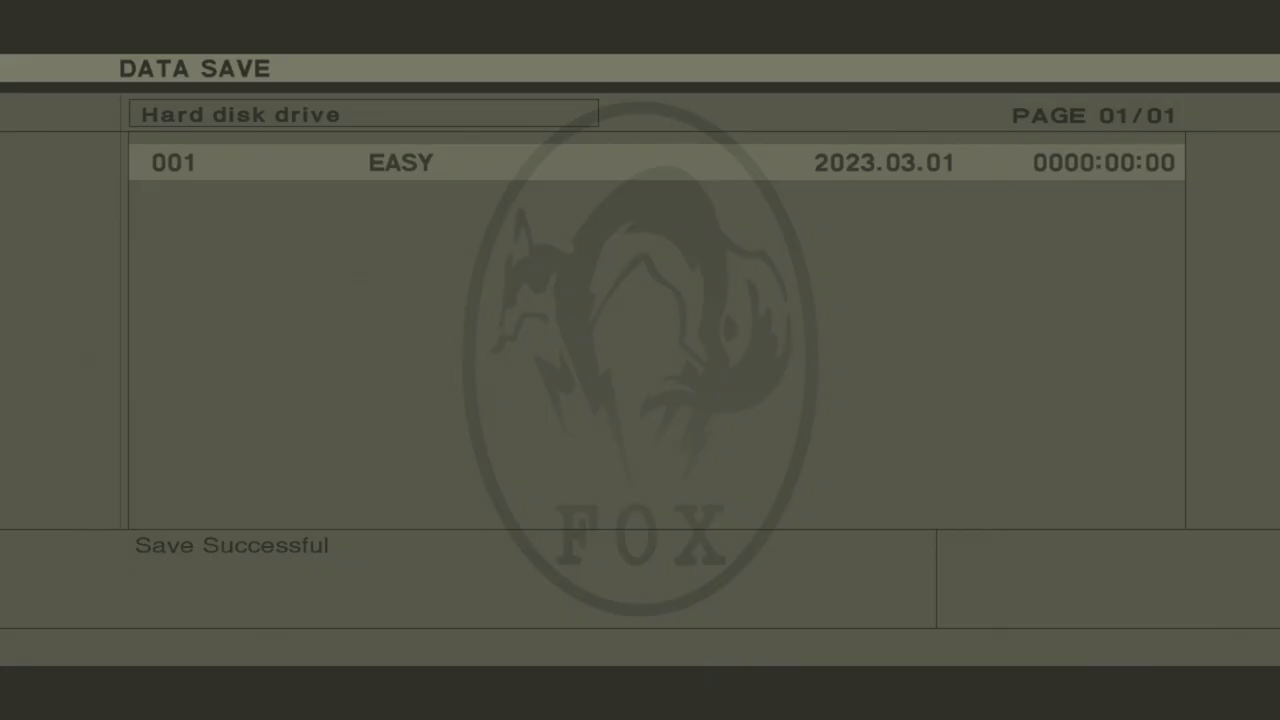 DATA SAVE
Hard disk drive PAGE 01/01
001 EASY 2023.03.01 0000:00:00
FOX
Save Successful